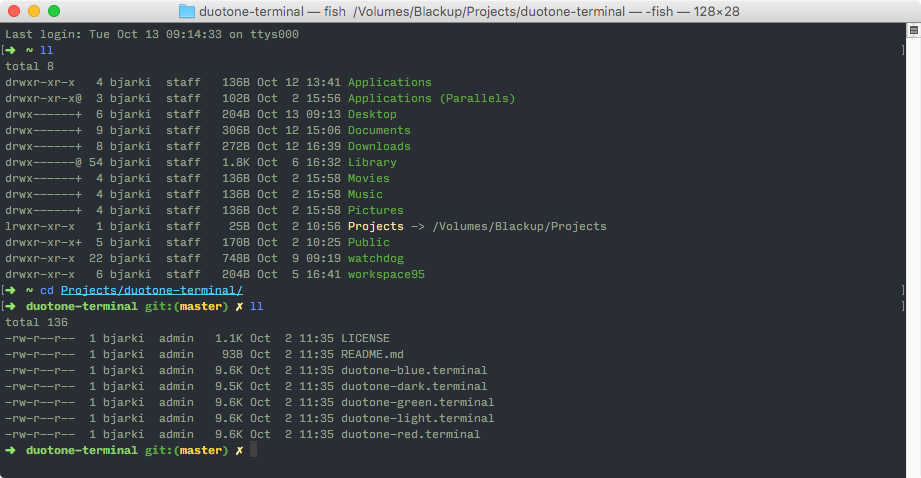 duotone-terminal — fish  /Volumes/Blackup/Projects/duotone-terminal — -fish — 128×28
Last login: Tue Oct 13 09:14:33 on ttys000
[➜  ~ ll ]
total 8
drwxr-xr-x   4 bjarki  staff   136B Oct 12 13:41 Applications
drwxr-xr-x@  3 bjarki  staff   102B Oct  2 15:56 Applications (Parallels)
drwx------+  6 bjarki  staff   204B Oct 13 09:13 Desktop
drwx------+  9 bjarki  staff   306B Oct 12 15:06 Documents
drwx------+  8 bjarki  staff   272B Oct 12 16:39 Downloads
drwx------@ 54 bjarki  staff   1.8K Oct  6 16:32 Library
drwx------+  4 bjarki  staff   136B Oct  2 15:58 Movies
drwx------+  4 bjarki  staff   136B Oct  2 15:58 Music
drwx------+  4 bjarki  staff   136B Oct  2 15:58 Pictures
lrwxr-xr-x   1 bjarki  staff    25B Oct  2 10:56 Projects -> /Volumes/Blackup/Projects
drwxr-xr-x+  5 bjarki  staff   170B Oct  2 10:25 Public
drwxr-xr-x  22 bjarki  staff   748B Oct  9 09:19 watchdog
drwxr-xr-x   6 bjarki  staff   204B Oct  5 16:41 workspace95
[➜  ~ cd Projects/duotone-terminal/ ]
[➜  duotone-terminal git:(master) ✗ ll ]
total 136
-rw-r--r--  1 bjarki  admin   1.1K Oct  2 11:35 LICENSE
-rw-r--r--  1 bjarki  admin    93B Oct  2 11:35 README.md
-rw-r--r--  1 bjarki  admin   9.6K Oct  2 11:35 duotone-blue.terminal
-rw-r--r--  1 bjarki  admin   9.5K Oct  2 11:35 duotone-dark.terminal
-rw-r--r--  1 bjarki  admin   9.6K Oct  2 11:35 duotone-green.terminal
-rw-r--r--  1 bjarki  admin   9.6K Oct  2 11:35 duotone-light.terminal
-rw-r--r--  1 bjarki  admin   9.6K Oct  2 11:35 duotone-red.terminal
➜  duotone-terminal git:(master) ✗